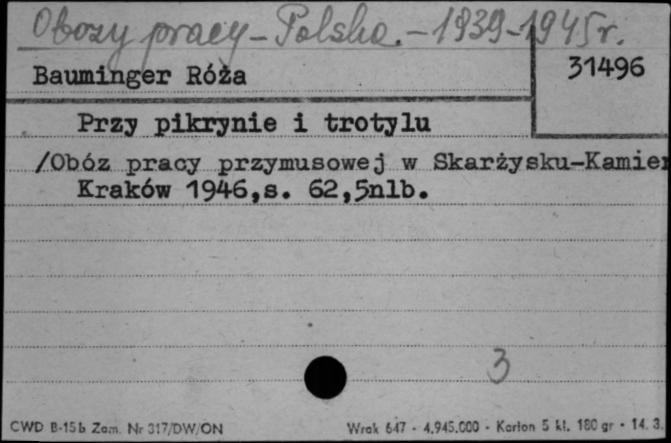 Obozy pracy - Polska. - 1939-1945r.
Bauminger Róża
31496
Przy pikrynie i trotylu
/Obóz pracy przymusowej w Skarżysku-Kamien
Kraków 1946,s. 62,5nlb.
3
CWD B-15b Zam. Nr 317/DW/ON
Wrak 647 - 4.945.000 - Karton 5 kl. 180 gr - 14. 3.